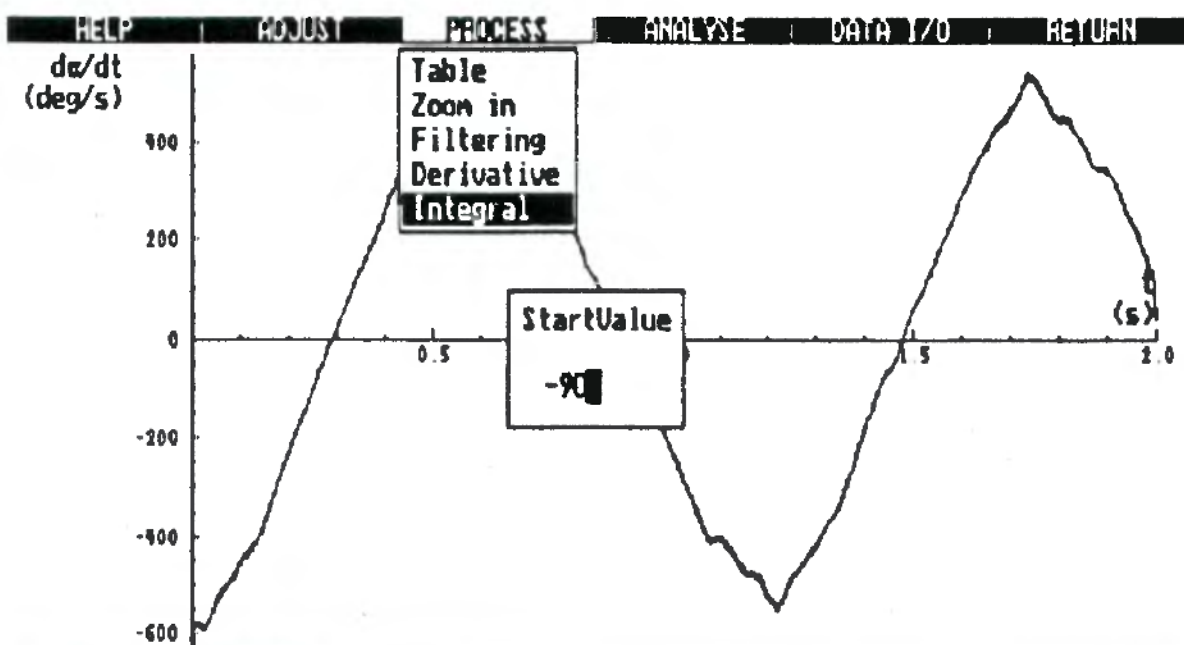 HELP ADJUST PROCESS ANALYSE DATA I/O RETURN
dα/dt
(deg/s)
Table
Zoom in
Filtering
Derivative
Integral
400
200
t
(s)
StartValue
0
0.5
1.5
2.0
-90
-200
-400
-600